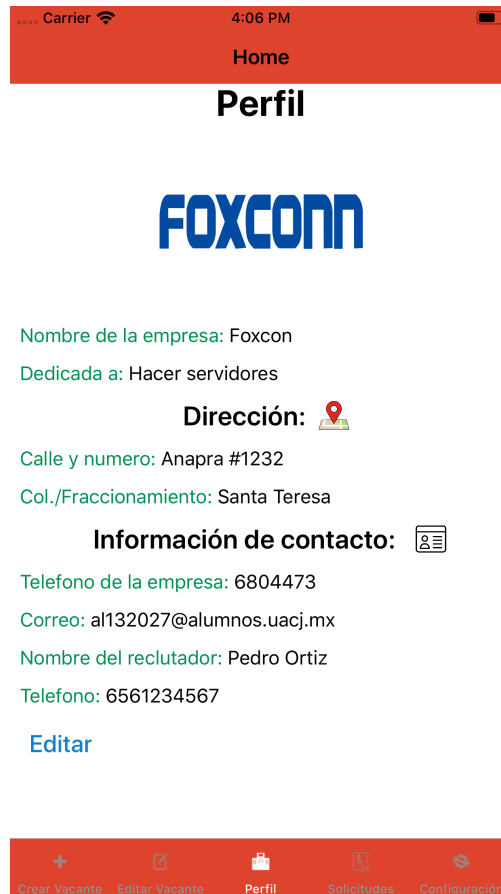 Carrier 4:06 PM
Home
Perfil
FOXCONN
Nombre de la empresa: Foxcon
Dedicada a: Hacer servidores
Dirección:
Calle y numero: Anapra #1232
Col./Fraccionamiento: Santa Teresa
Información de contacto:
Telefono de la empresa: 6804473
Correo: al132027@alumnos.uacj.mx
Nombre del reclutador: Pedro Ortiz
Telefono: 6561234567
Editar
Crear Vacante Editar Vacante Perfil Solicitudes Configuración